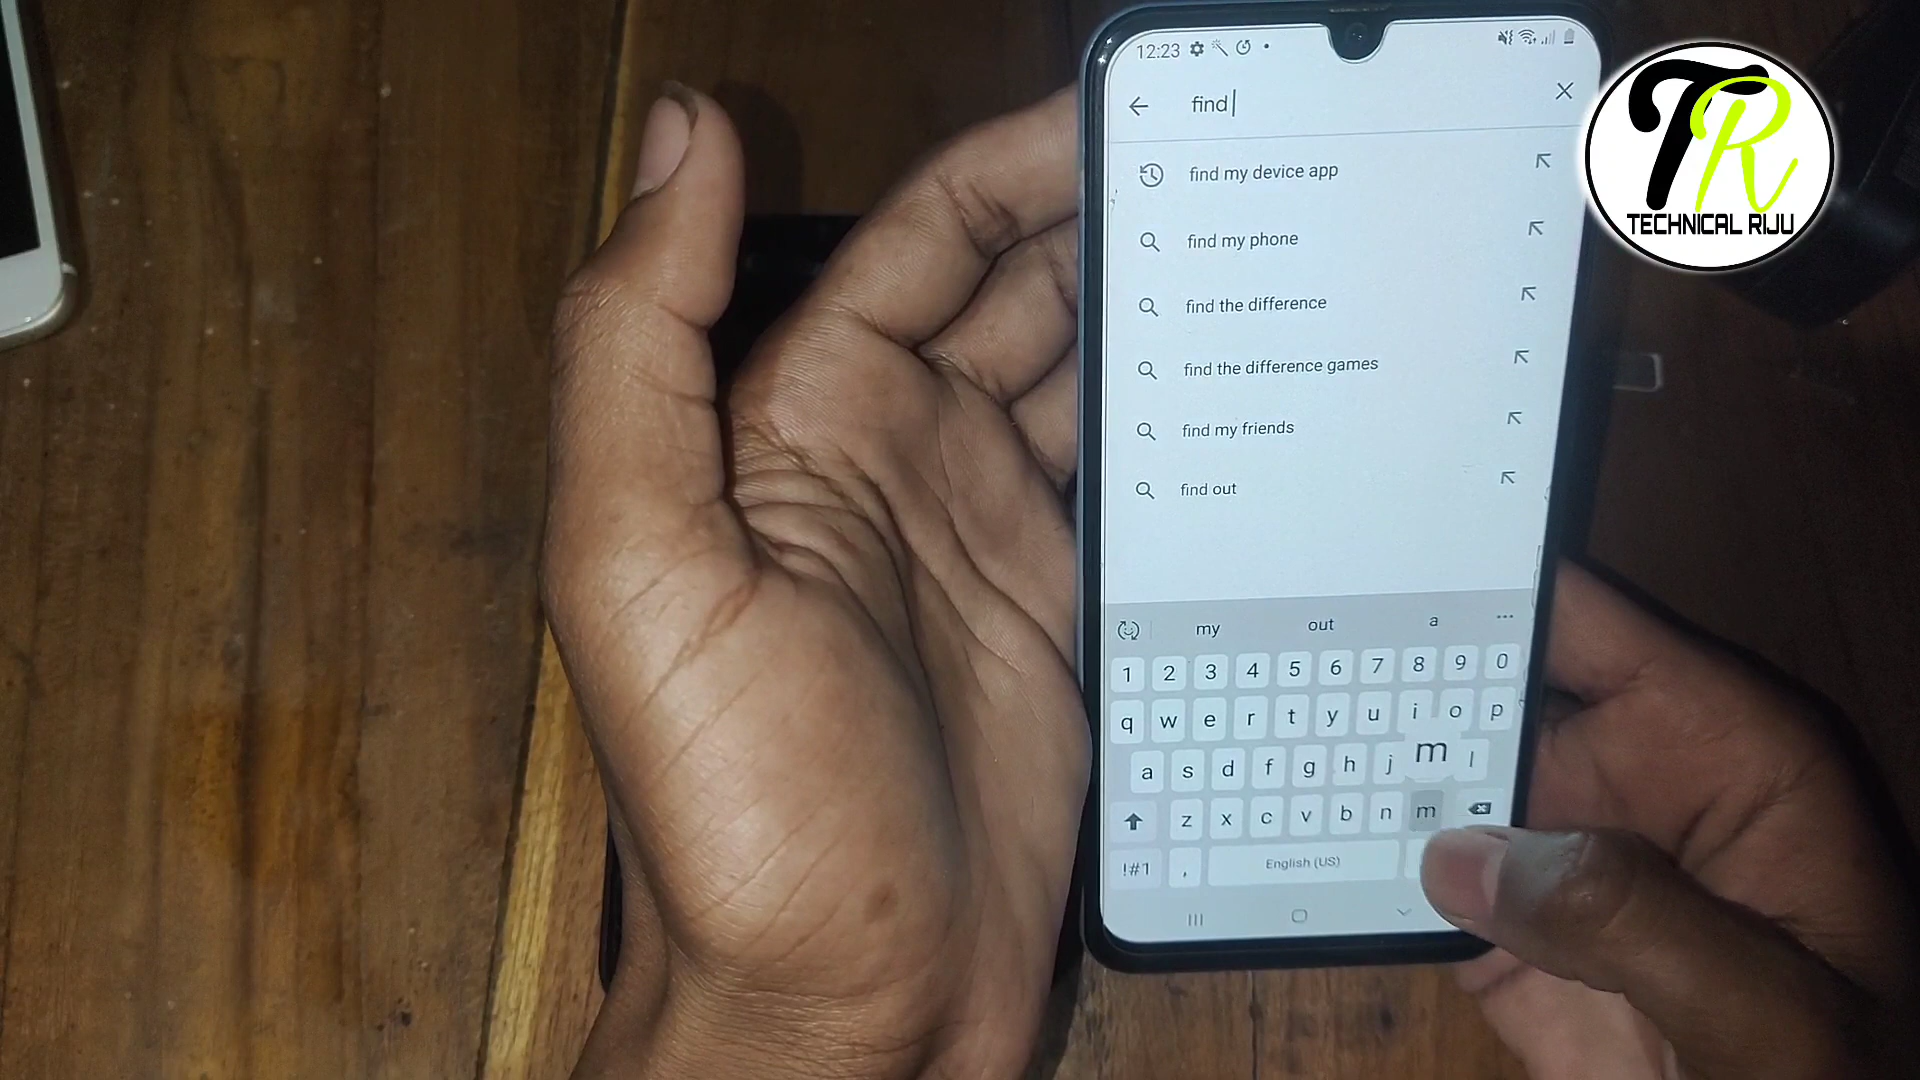 12:23
find
find my device app
find my phone
find the difference
find the difference games
find my friends
find out
my out a ...
1 2 3 4 5 6 7 8 9 0
q w e r t y u i o p
a s d f g h j m l
z x c v b n m
!#1 , English (US)
TR
TECHNICAL RIJU